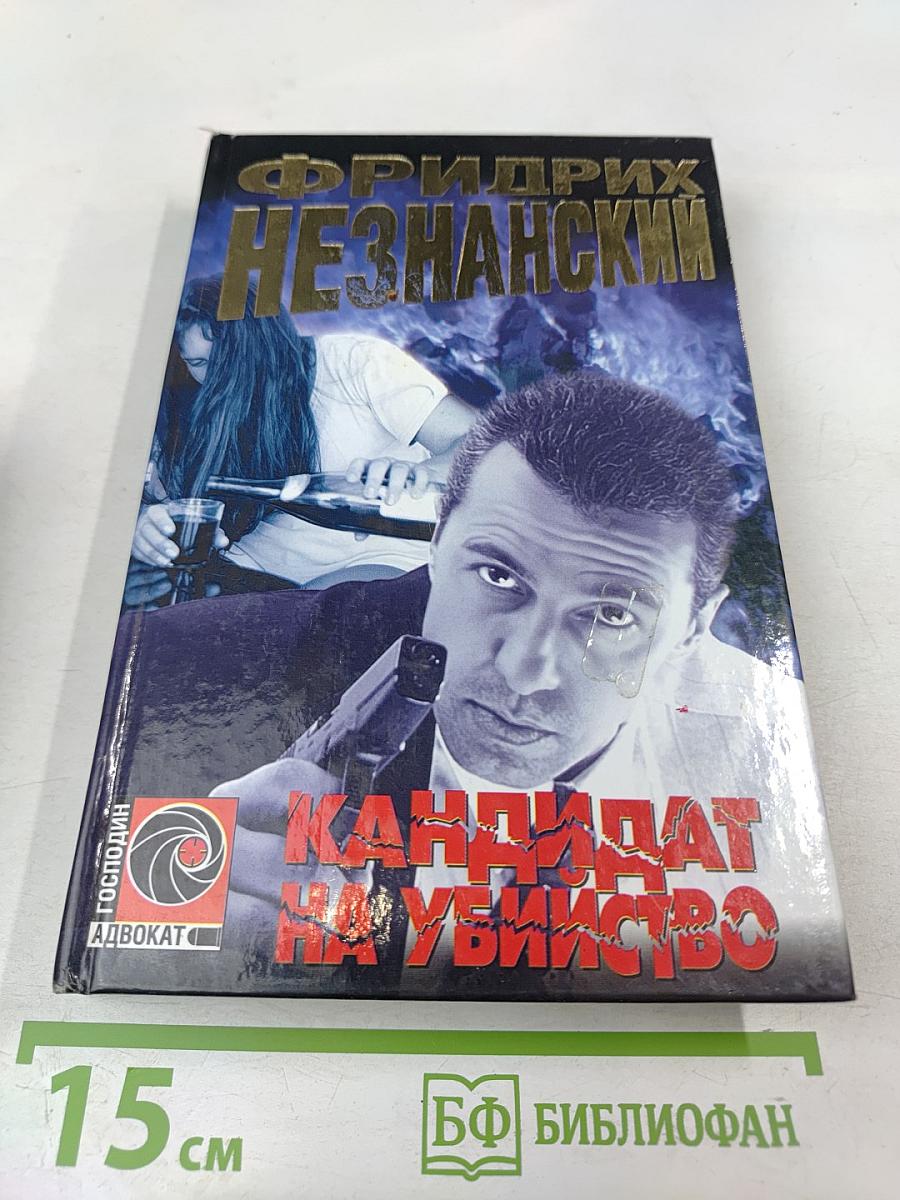 ФРИДРИХ
НЕЗНАНСКИЙ
ГОСПОДИН
АДВОКАТ
КАНДИДАТ
НА УБИЙСТВО
15 см
БФ БИБЛИОФАН